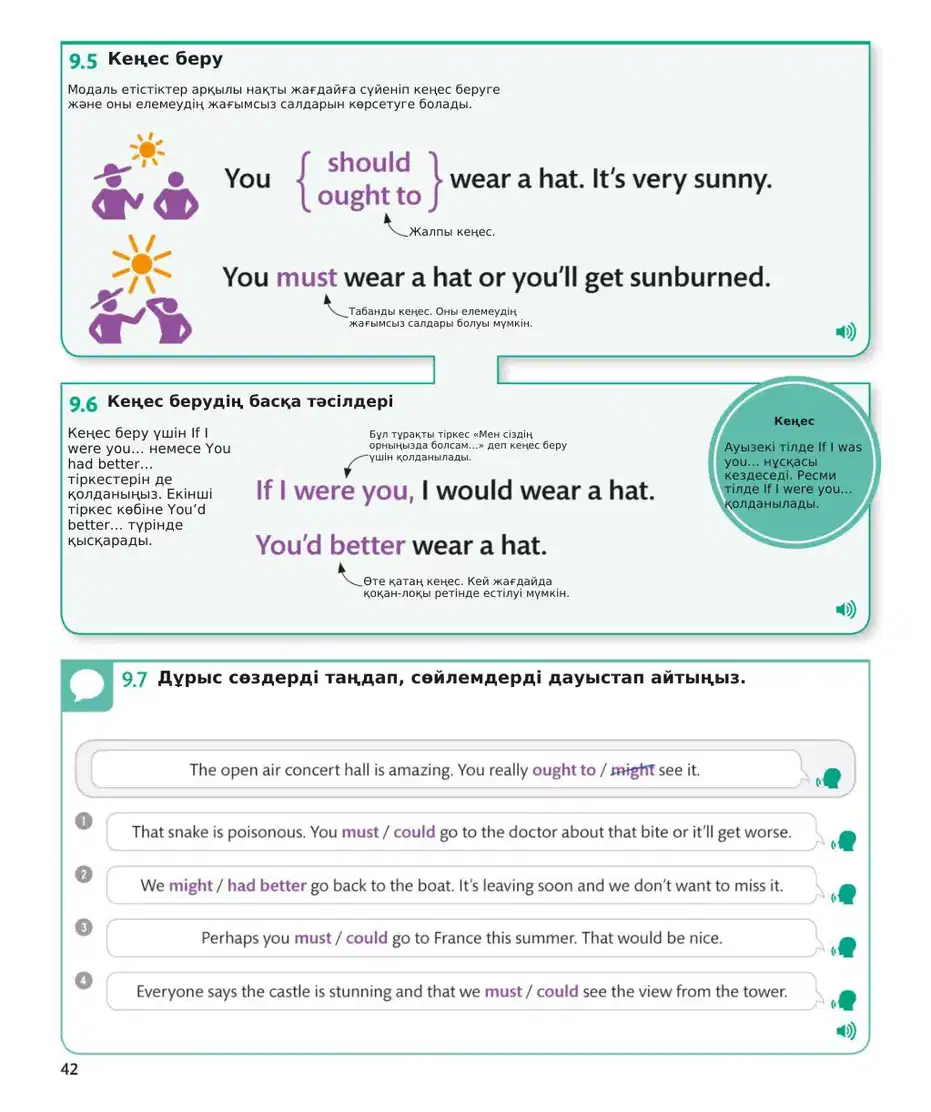 9.5 Кеңес беру
Модаль етістіктер арқылы нақты жағдайға сүйеніп кеңес беруге
және оны елемеудің жағымсыз салдарын көрсетуге болады.
You { should ought to } wear a hat. It’s very sunny.
Жалпы кеңес.
You must wear a hat or you’ll get sunburned.
Табанды кеңес. Оны елемеудің
жағымсыз салдары болуы мүмкін.
9.6 Кеңес берудің басқа тәсілдері
Кеңес беру үшін If I
were you... немесе You
had better...
тіркестерін де
қолданыңыз. Екінші
тіркес көбіне You’d
better... түрінде
қысқарады.
Бұл тұрақты тіркес «Мен сіздің
орныңызда болсам...» деп кеңес беру
үшін қолданылады.
If I were you, I would wear a hat.
You’d better wear a hat.
Өте қатаң кеңес. Кей жағдайда
қоқан-лоқы ретінде естілуі мүмкін.
Кеңес
Ауызекі тілде If I was
you... нұсқасы
кездеседі. Ресми
тілде If I were you...
қолданылады.
9.7 Дұрыс сөздерді таңдап, сөйлемдерді дауыстап айтыңыз.
The open air concert hall is amazing. You really ought to / might see it.
1 That snake is poisonous. You must / could go to the doctor about that bite or it’ll get worse.
2 We might / had better go back to the boat. It’s leaving soon and we don’t want to miss it.
3 Perhaps you must / could go to France this summer. That would be nice.
4 Everyone says the castle is stunning and that we must / could see the view from the tower.
42